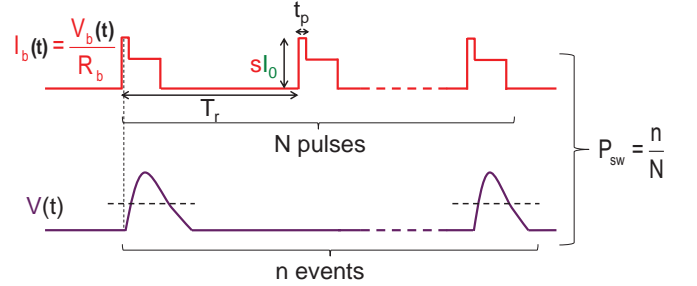 t_p
I_b(t) = V_b(t) / R_b
sI_0
T_r
N pulses
P_sw = n / N
V(t)
n events